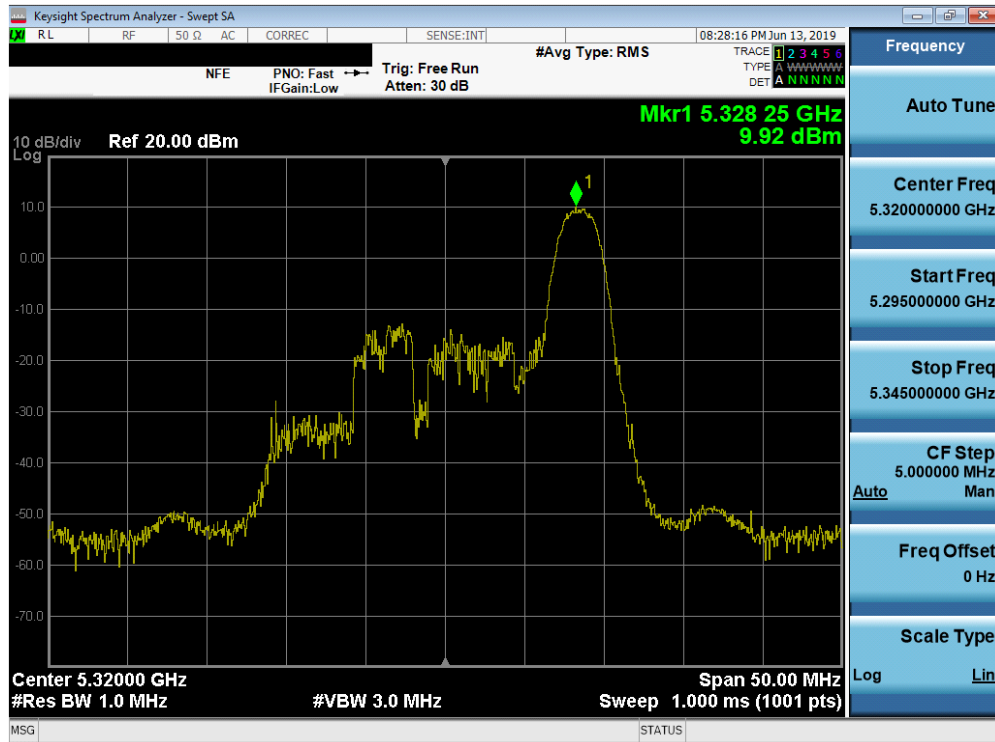 Keysight Spectrum Analyzer - Swept SA
LXI RL RF 50 Ω AC CORREC SENSE:INT 08:28:16 PM Jun 13, 2019
#Avg Type: RMS
TRACE 1 2 3 4 5 6
TYPE A W W W W W W
DET A N N N N N
NFE PNO: Fast Trig: Free Run
IFGain:Low Atten: 30 dB
Mkr1 5.328 25 GHz
9.92 dBm
10 dB/div Ref 20.00 dBm
Log
1
10.0
0.00
-10.0
-20.0
-30.0
-40.0
-50.0
-60.0
-70.0
Center 5.32000 GHz Span 50.00 MHz
#Res BW 1.0 MHz #VBW 3.0 MHz Sweep 1.000 ms (1001 pts)
MSG STATUS
Frequency
Auto Tune
Center Freq
5.320000000 GHz
Start Freq
5.295000000 GHz
Stop Freq
5.345000000 GHz
CF Step
5.000000 MHz
Auto Man
Freq Offset
0 Hz
Scale Type
Log Lin